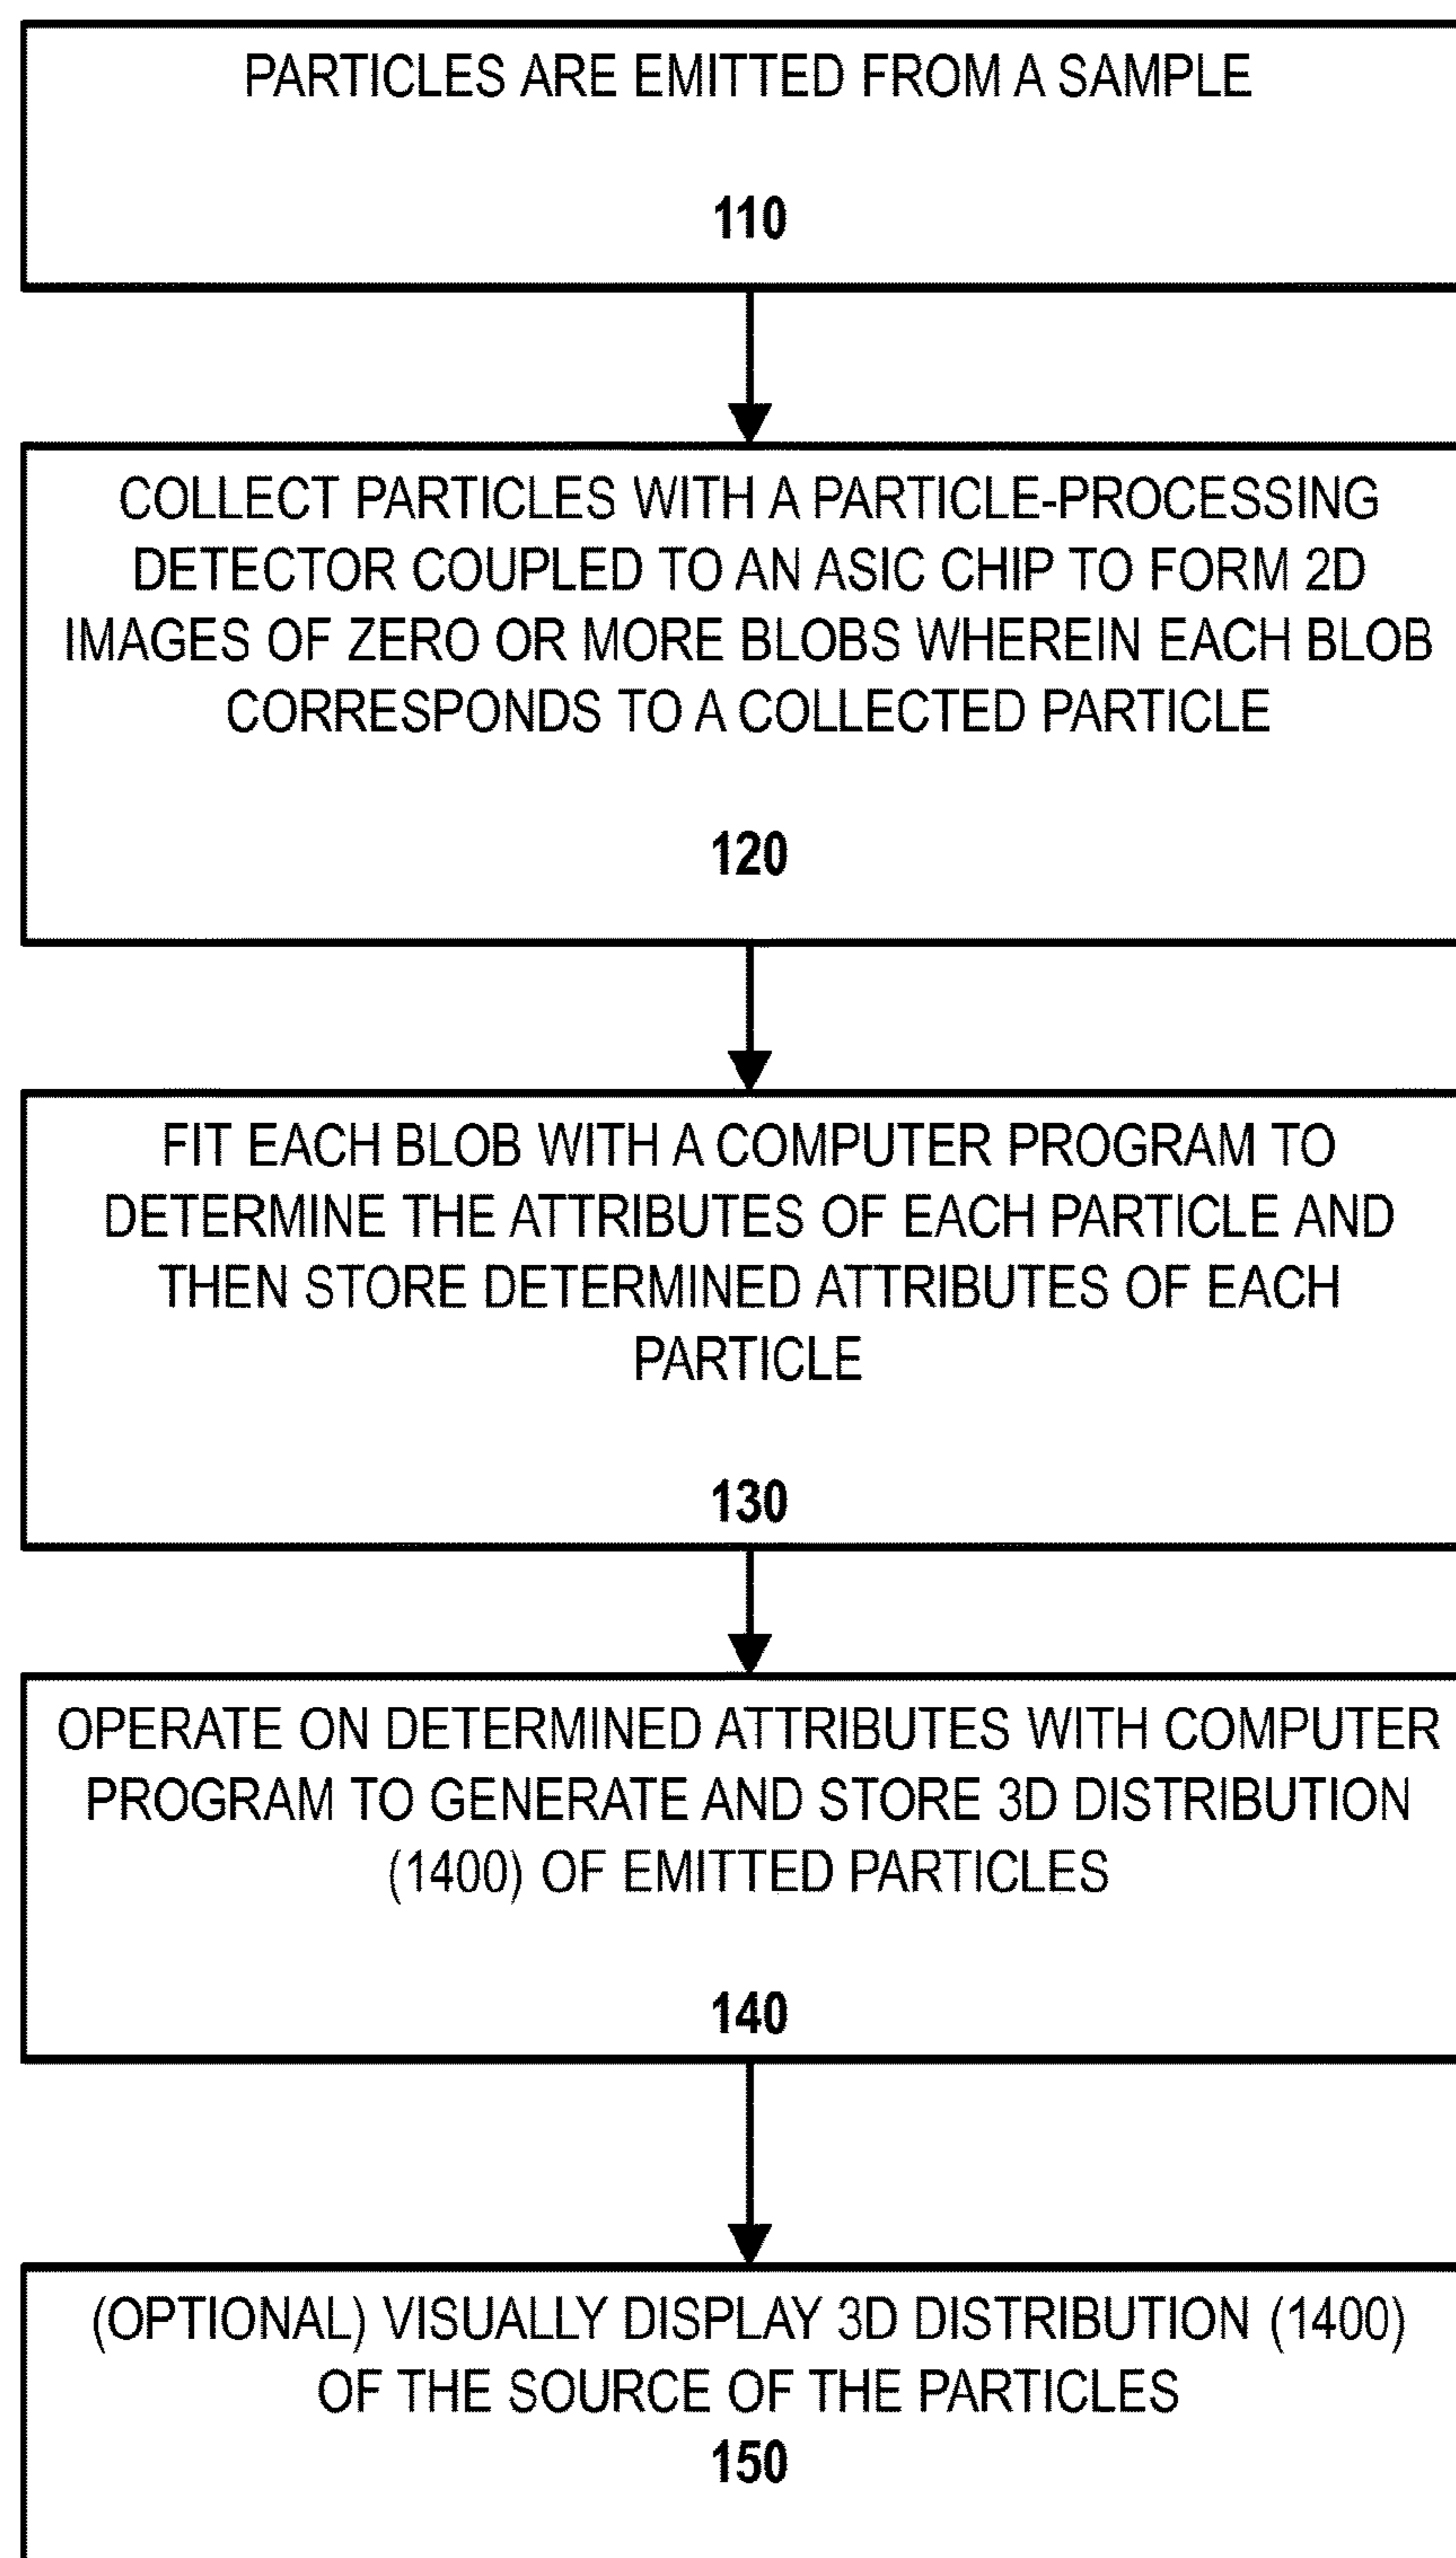 PARTICLES ARE EMITTED FROM A SAMPLE
110
COLLECT PARTICLES WITH A PARTICLE-PROCESSING
DETECTOR COUPLED TO AN ASIC CHIP TO FORM 2D
IMAGES OF ZERO OR MORE BLOBS WHEREIN EACH BLOB
CORRESPONDS TO A COLLECTED PARTICLE
120
FIT EACH BLOB WITH A COMPUTER PROGRAM TO
DETERMINE THE ATTRIBUTES OF EACH PARTICLE AND
THEN STORE DETERMINED ATTRIBUTES OF EACH
PARTICLE
130
OPERATE ON DETERMINED ATTRIBUTES WITH COMPUTER
PROGRAM TO GENERATE AND STORE 3D DISTRIBUTION
(1400) OF EMITTED PARTICLES
140
(OPTIONAL) VISUALLY DISPLAY 3D DISTRIBUTION (1400)
OF THE SOURCE OF THE PARTICLES
150